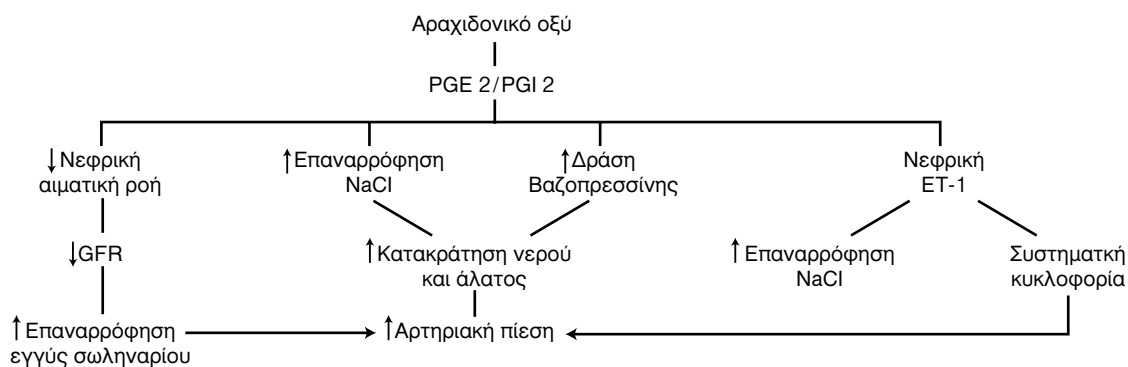 Αραχιδονικό οξύ
PGE 2/PGI 2
↓Νεφρική
αιματική ροή
↑Επαναρρόφηση
NaCl
↑Δράση
Βαζοπρεσσίνης
Νεφρική
ET-1
↓GFR
↑Κατακράτηση νερού
και άλατος
↑Επαναρρόφηση
NaCl
Συστηματκή
κυκλοφορία
↑Επαναρρόφηση
εγγύς σωληναρίου
↑Αρτηριακή πίεση